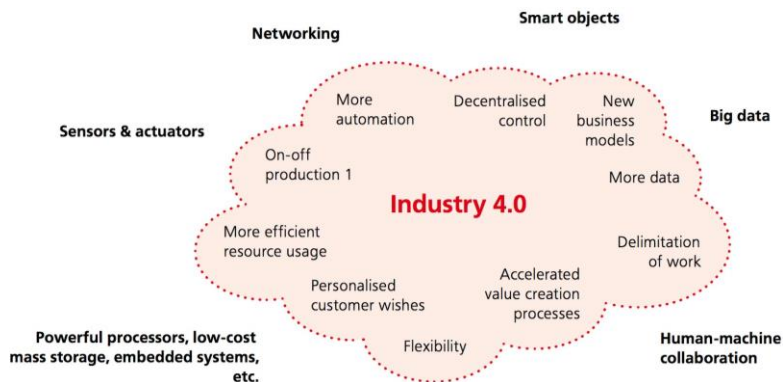 Smart objects
Networking
More
automation
Decentralised
control
New
business
models
Big data
Sensors & actuators
On-off
production 1
More data
Industry 4.0
More efficient
resource usage
Delimitation
of work
Personalised
customer wishes
Accelerated
value creation
processes
Flexibility
Powerful processors, low-cost
mass storage, embedded systems,
etc.
Human-machine
collaboration